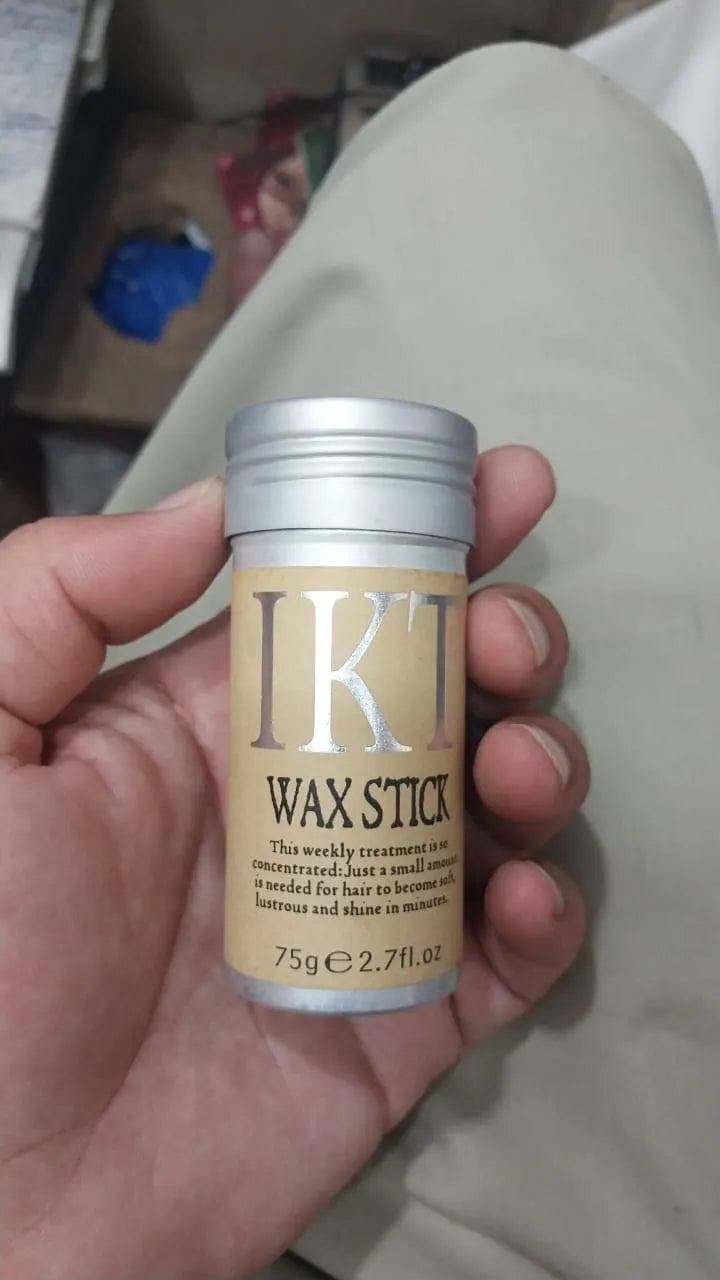 IKT
WAX STICK
This weekly treatment is so
concentrated:Just a small amount
is needed for hair to become soft,
lustrous and shine in minutes.
75g e 2.7fl.oz